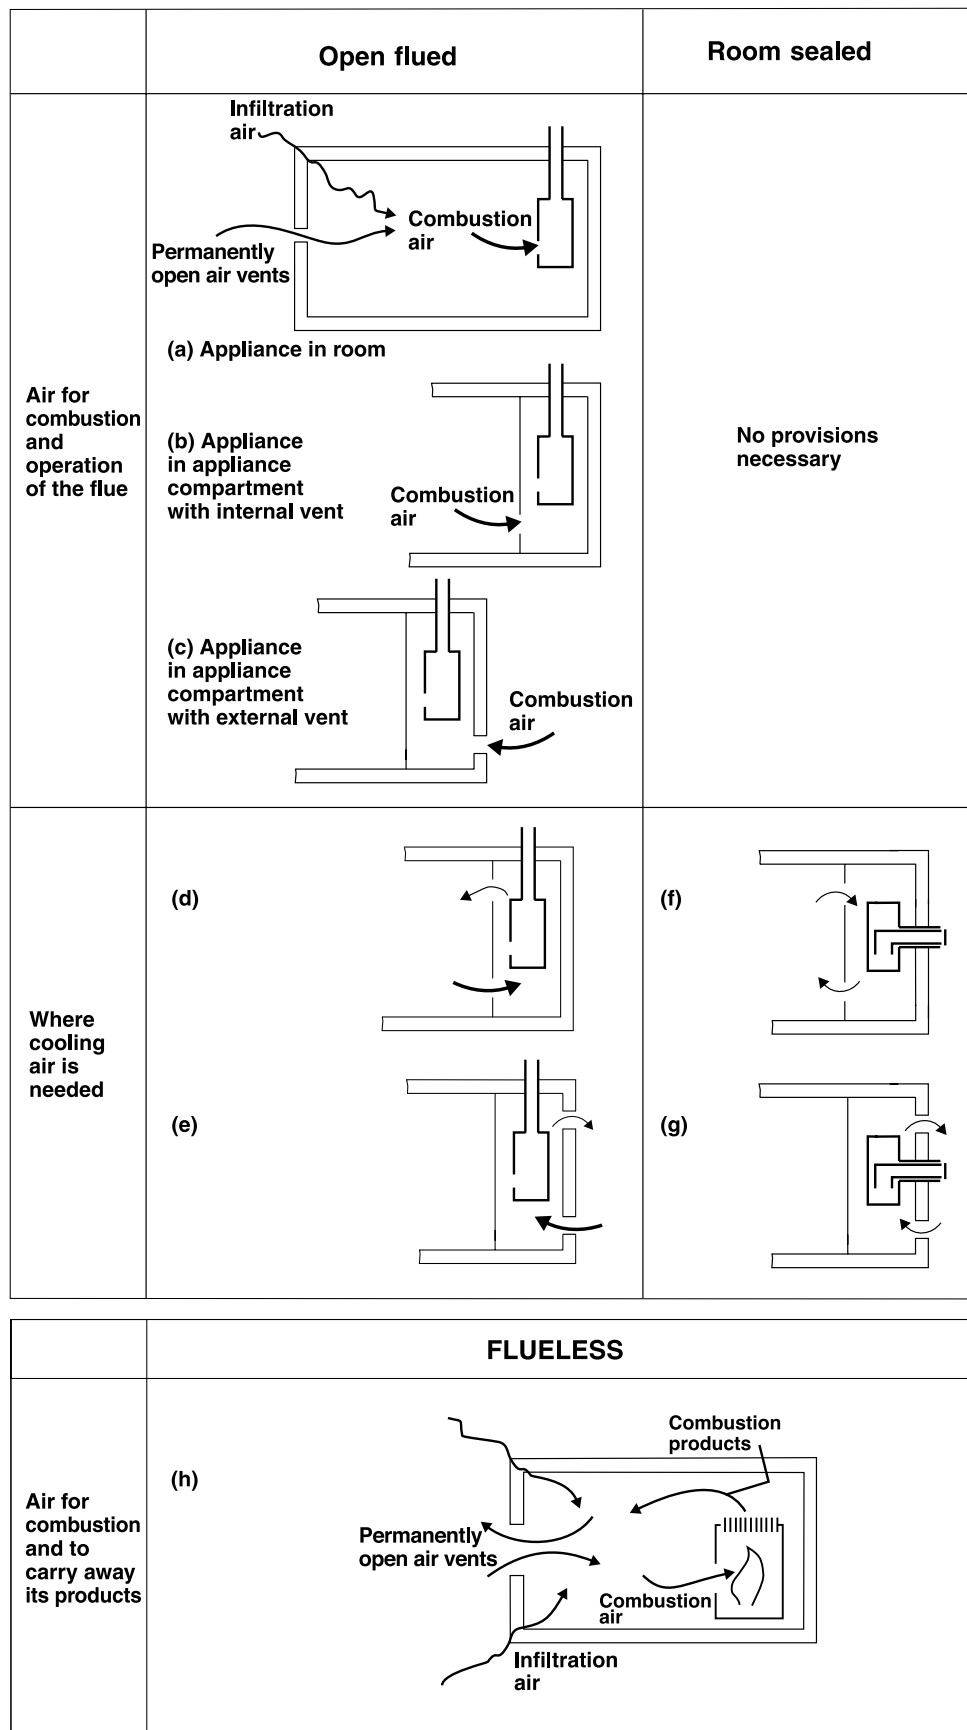 Open flued
Room sealed
Air for
combustion
and
operation
of the flue
Infiltration
air
Permanently
open air vents
Combustion
air
(a) Appliance in room
(b) Appliance
in appliance
compartment
with internal vent
Combustion
air
(c) Appliance
in appliance
compartment
with external vent
Combustion
air
No provisions
necessary
Where
cooling
air is
needed
(d)
(e)
(f)
(g)
FLUELESS
Air for
combustion
and to
carry away
its products
(h)
Combustion
products
Permanently
open air vents
Combustion
air
Infiltration
air